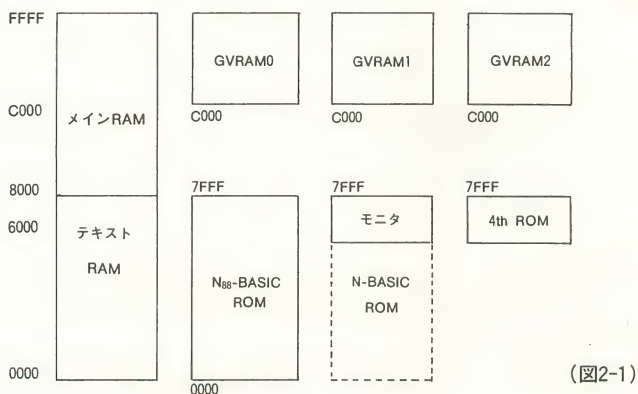 FFFF
C000
8000
6000
0000
メインRAM
テキスト
RAM
GVRAM0
C000
GVRAM1
C000
GVRAM2
C000
7FFF
N88-BASIC
ROM
0000
7FFF
モニタ
N-BASIC
ROM
7FFF
4th ROM
(図2-1)